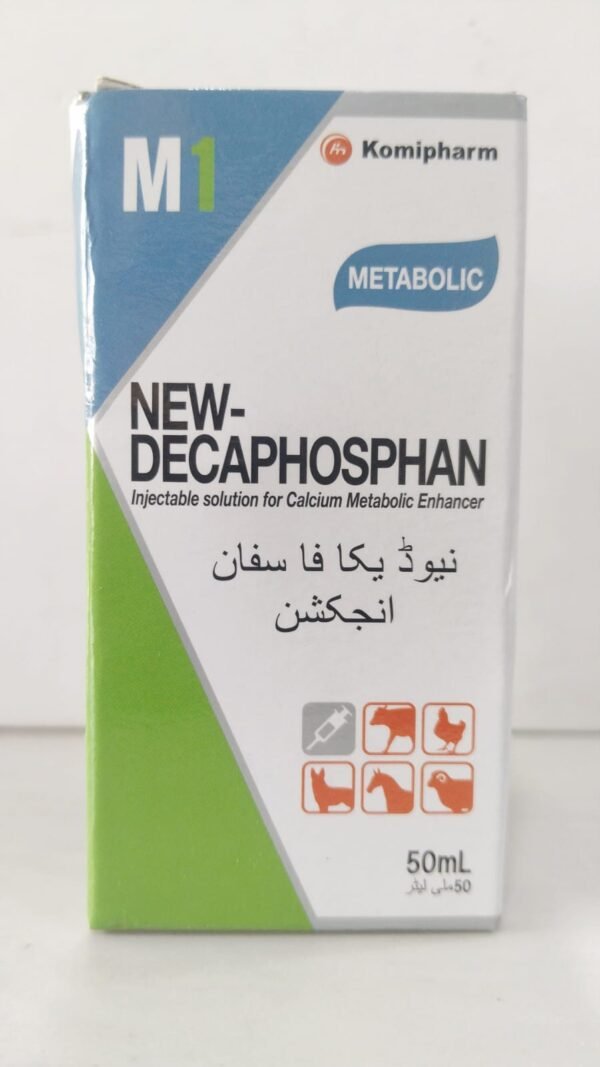 M1
Komipharm
METABOLIC
NEW-
DECAPHOSPHAN
Injectable solution for Calcium Metabolic Enhancer
نیوڈ یکا فا سفان
انجکشن
50mL
50ملی لیٹر